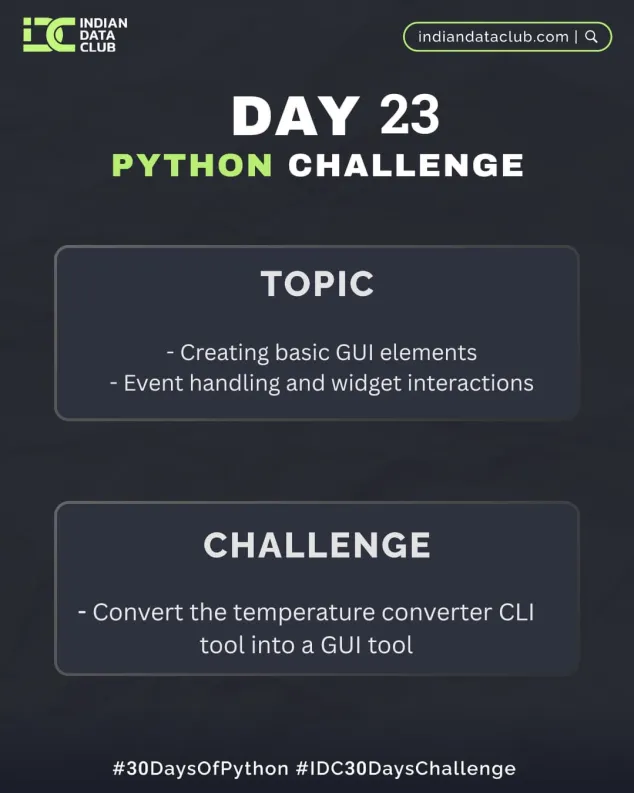 INDIAN
DATA
CLUB
indiandataclub.com |
DAY 23
PYTHON CHALLENGE
TOPIC
- Creating basic GUI elements
- Event handling and widget interactions
CHALLENGE
- Convert the temperature converter CLI
tool into a GUI tool
#30DaysOfPython #IDC30DaysChallenge